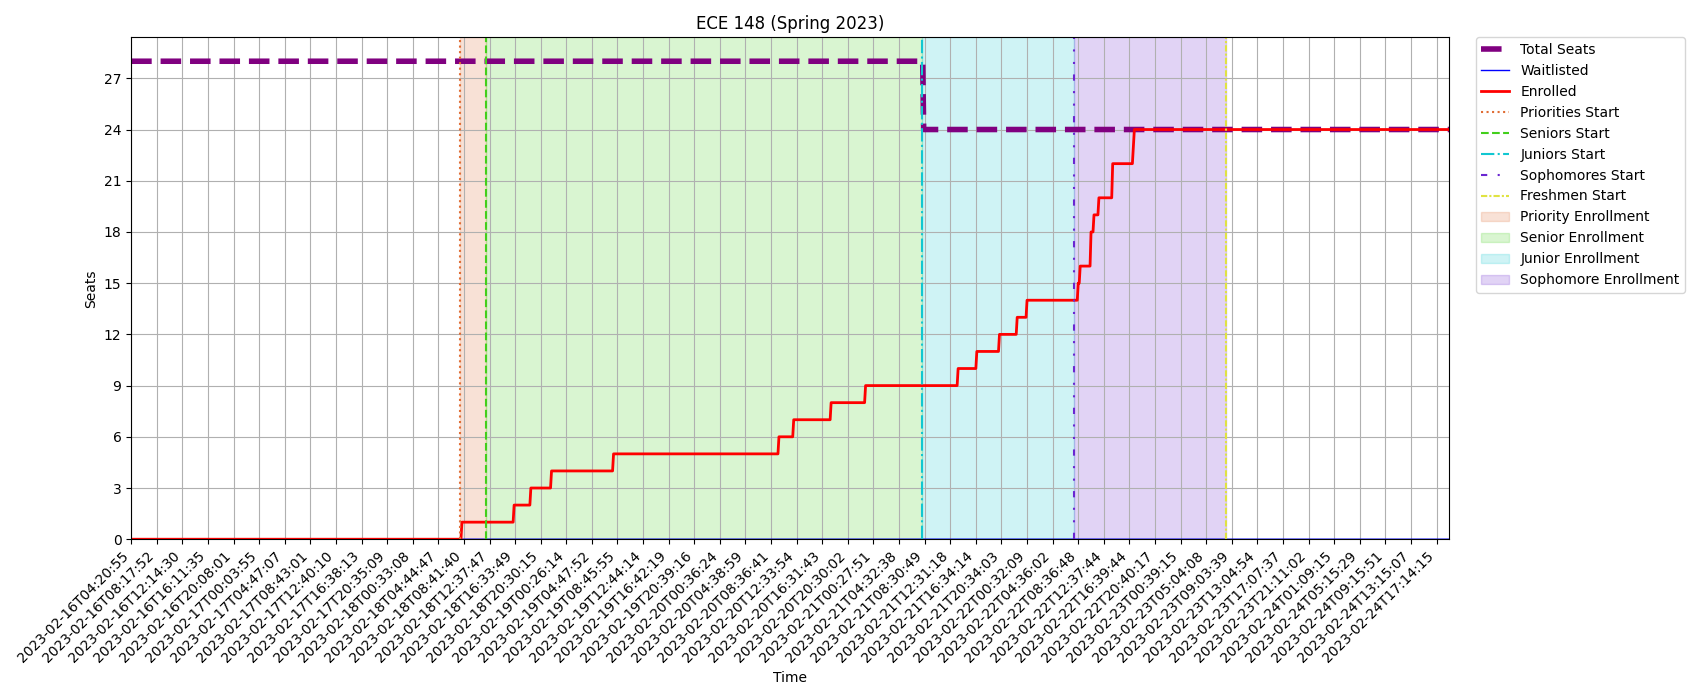 ECE 148 (Spring 2023)
Seats
27
24
21
18
15
12
9
6
3
0
2023-02-16T04:20:55
2023-02-16T08:17:52
2023-02-16T12:14:30
2023-02-16T16:11:35
2023-02-16T20:08:01
2023-02-17T00:03:55
2023-02-17T04:47:07
2023-02-17T08:43:01
2023-02-17T12:40:10
2023-02-17T16:38:13
2023-02-17T20:35:09
2023-02-18T00:33:08
2023-02-18T04:44:47
2023-02-18T08:41:40
2023-02-18T12:37:47
2023-02-18T16:33:49
2023-02-18T20:30:15
2023-02-19T00:26:14
2023-02-19T04:47:52
2023-02-19T08:45:55
2023-02-19T12:44:14
2023-02-19T16:42:19
2023-02-19T20:39:16
2023-02-20T00:36:24
2023-02-20T04:38:59
2023-02-20T08:36:41
2023-02-20T12:33:54
2023-02-20T16:31:43
2023-02-20T20:30:02
2023-02-21T00:27:51
2023-02-21T04:32:38
2023-02-21T08:30:49
2023-02-21T12:31:18
2023-02-21T16:34:14
2023-02-21T20:34:03
2023-02-22T00:32:09
2023-02-22T04:36:02
2023-02-22T08:36:48
2023-02-22T12:37:44
2023-02-22T16:39:44
2023-02-22T20:40:17
2023-02-23T00:39:15
2023-02-23T05:04:08
2023-02-23T09:03:39
2023-02-23T13:04:54
2023-02-23T17:07:37
2023-02-23T21:11:02
2023-02-24T01:09:15
2023-02-24T05:15:29
2023-02-24T09:15:51
2023-02-24T13:15:07
2023-02-24T17:14:15
Time
Total Seats
Waitlisted
Enrolled
Priorities Start
Seniors Start
Juniors Start
Sophomores Start
Freshmen Start
Priority Enrollment
Senior Enrollment
Junior Enrollment
Sophomore Enrollment